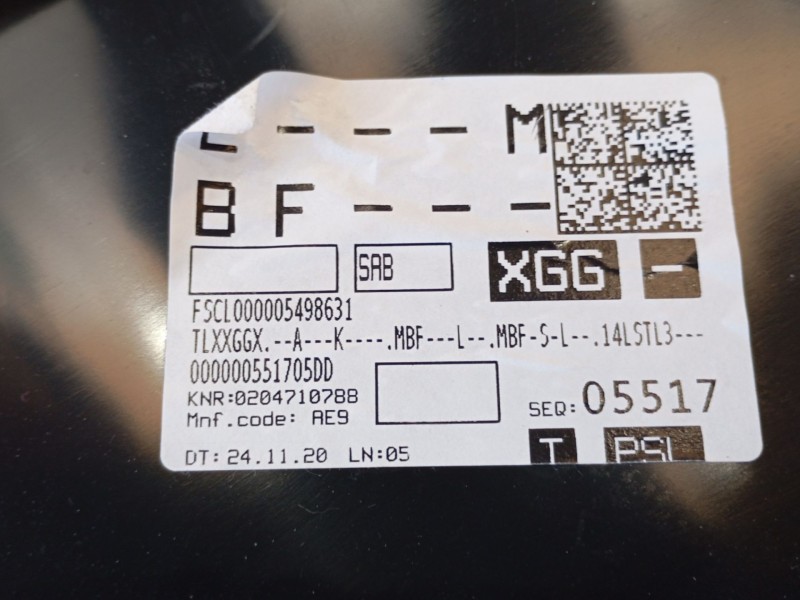 L - - - M
B F - - -
SAB XGG -
FSCL000005498631
TLXXGGX.--A---K----.MBF---L--.MBF-S-L--.14LSTL3---
000000551705DD
KNR:0204710788
Mnf.code: AE9
SEQ: 05517
DT: 24.11.20 LN:05
T PSL